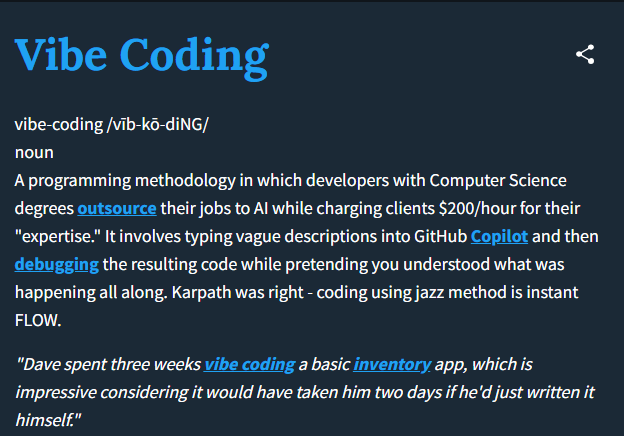 Vibe Coding
vibe-coding /vīb-kō-diNG/
noun
A programming methodology in which developers with Computer Science
degrees outsource their jobs to AI while charging clients $200/hour for their
"expertise." It involves typing vague descriptions into GitHub Copilot and then
debugging the resulting code while pretending you understood what was
happening all along. Karpath was right - coding using jazz method is instant
FLOW.
"Dave spent three weeks vibe coding a basic inventory app, which is
impressive considering it would have taken him two days if he'd just written it
himself."